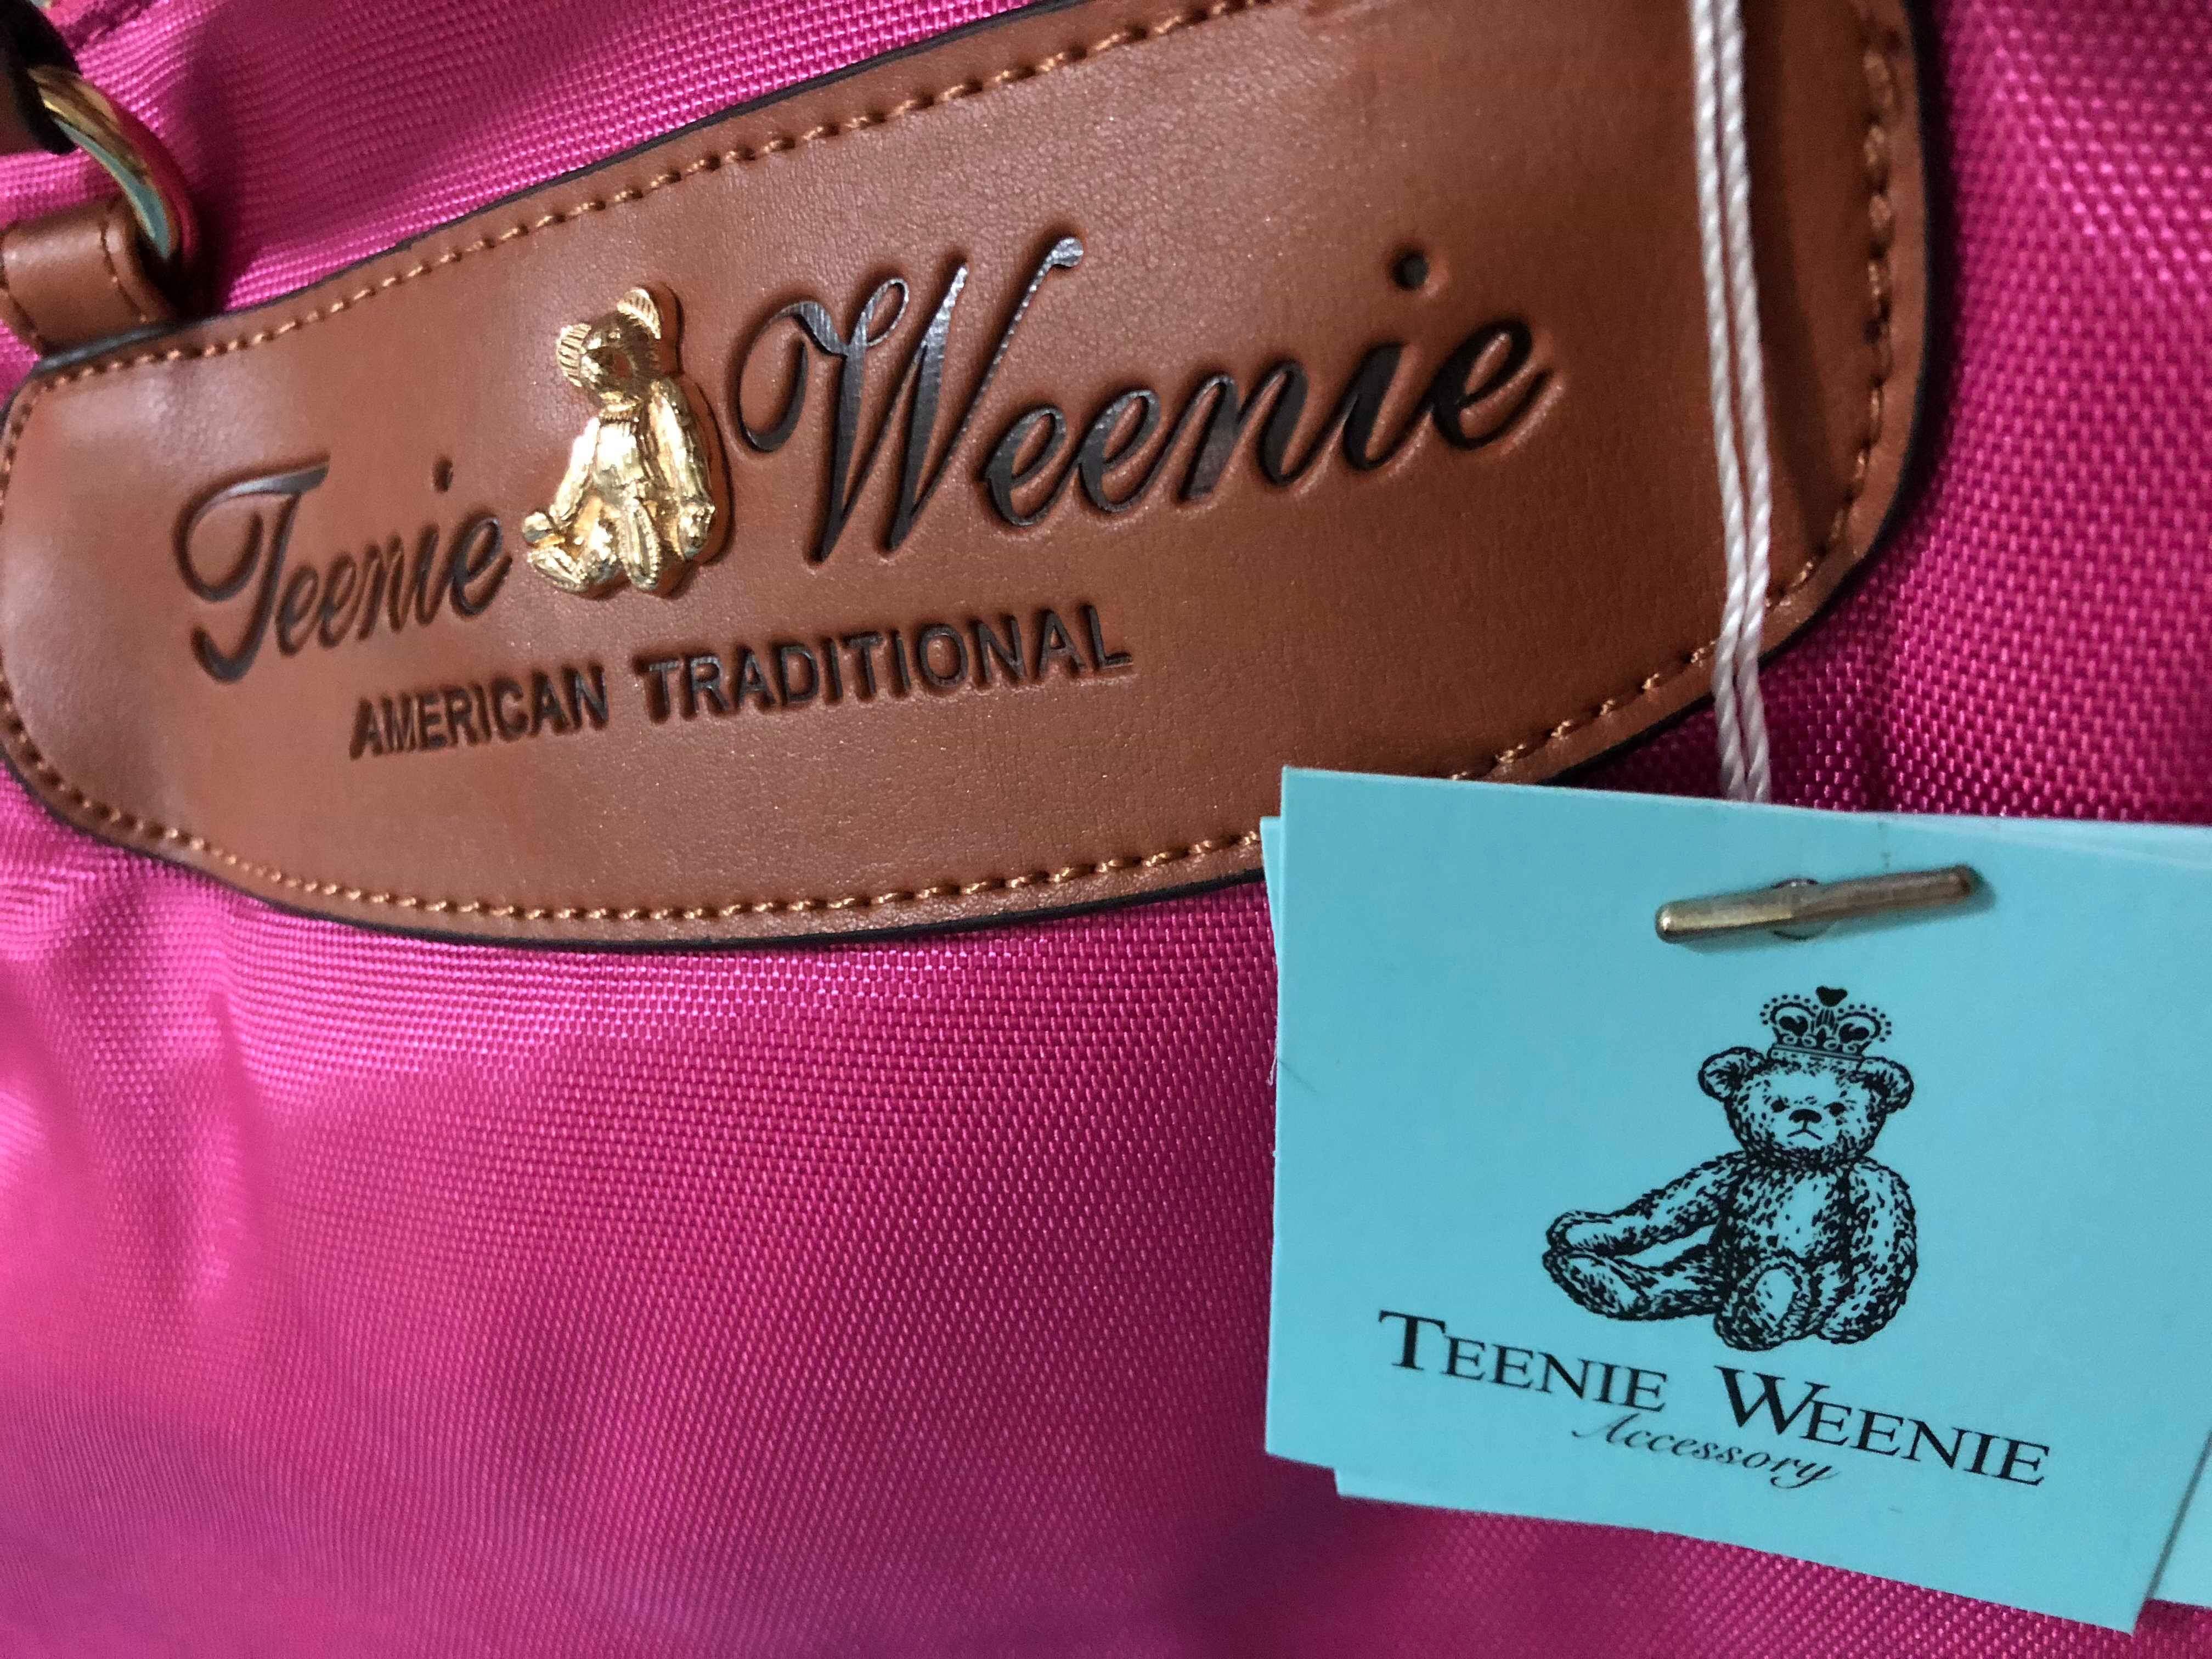 Teenie Weenie
AMERICAN TRADITIONAL
TEENIE WEENIE
Accessory